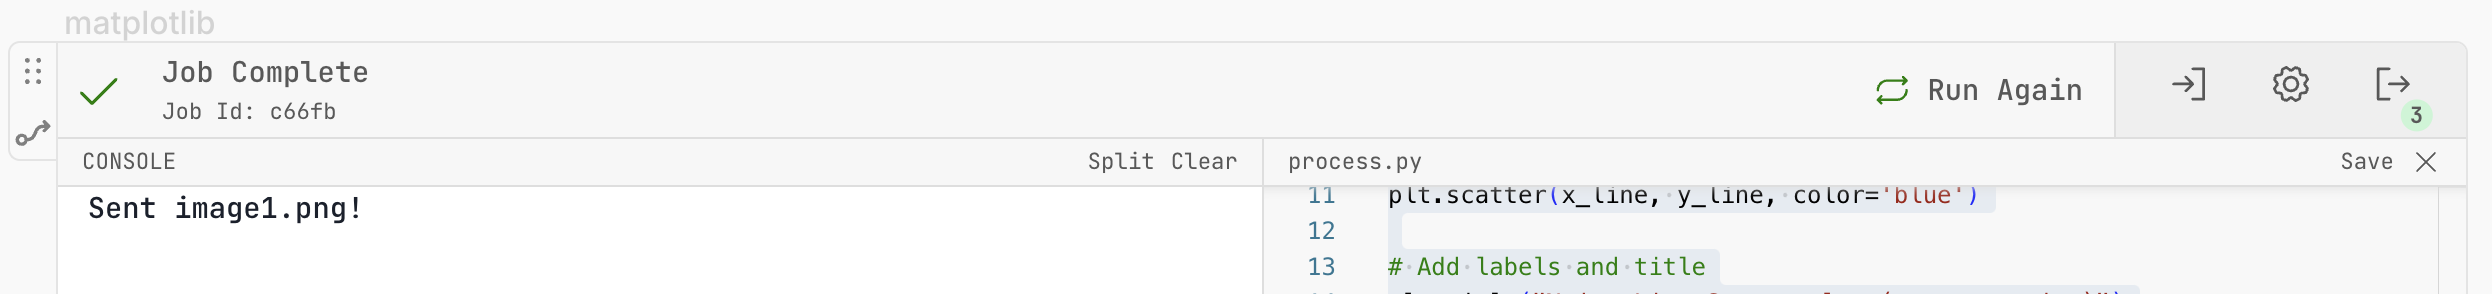 matplotlib
Job Complete
Job Id: c66fb
Run Again
3
CONSOLE
Split Clear
Sent image1.png!
process.py
Save
11 plt.scatter(x_line, y_line, color='blue')
12
13 # Add labels and title